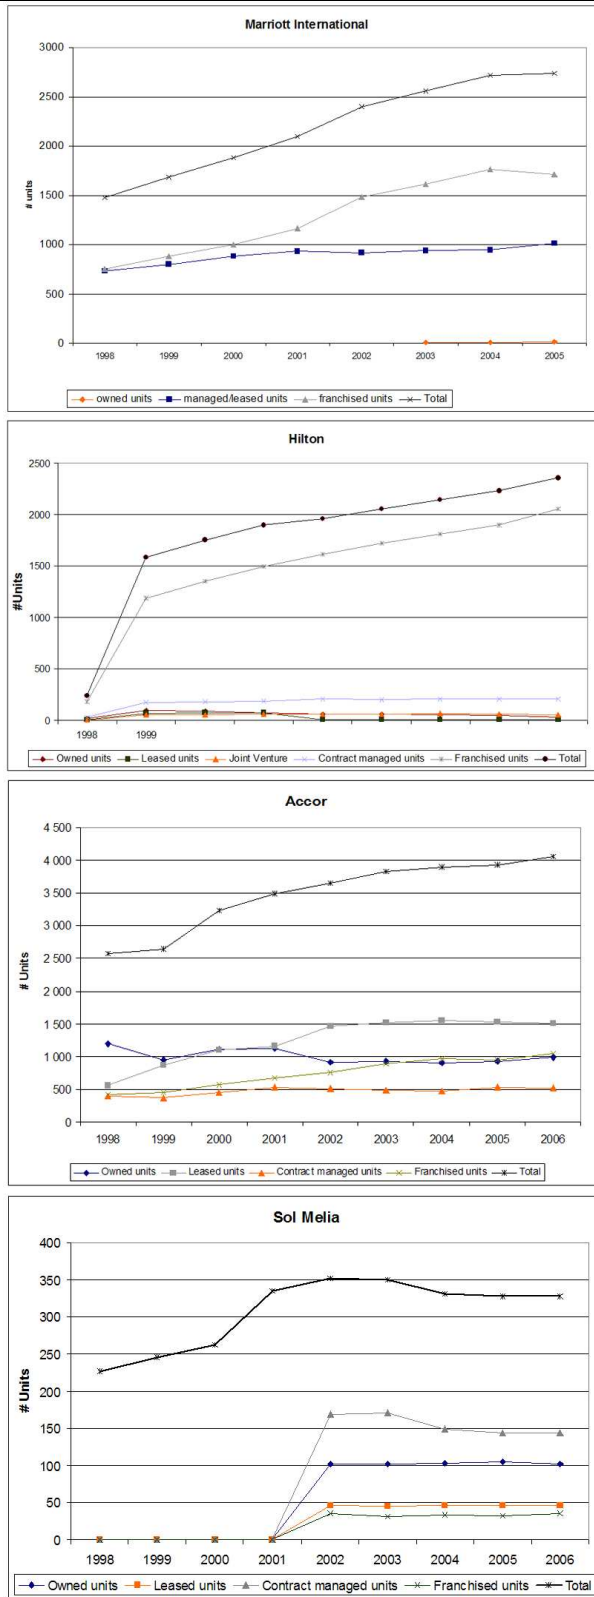 Marriott International
3000
2500
2000
# units
1500
1000
500
0
1998 1999 2000 2001 2002 2003 2004 2005
owned units managed/leased units franchised units Total
Hilton
2500
2000
1500
#Units
1000
500
0
1998 1999
Owned units Leased units Joint Venture Contract managed units Franchised units Total
Accor
4 500
4 000
3 500
3 000
# Units
2 500
2 000
1 500
1 000
500
0
1998 1999 2000 2001 2002 2003 2004 2005 2006
Owned units Leased units Contract managed units Franchised units Total
Sol Melia
400
350
300
250
# Units
200
150
100
50
0
1998 1999 2000 2001 2002 2003 2004 2005 2006
Owned units Leased units Contract managed units Franchised units Total